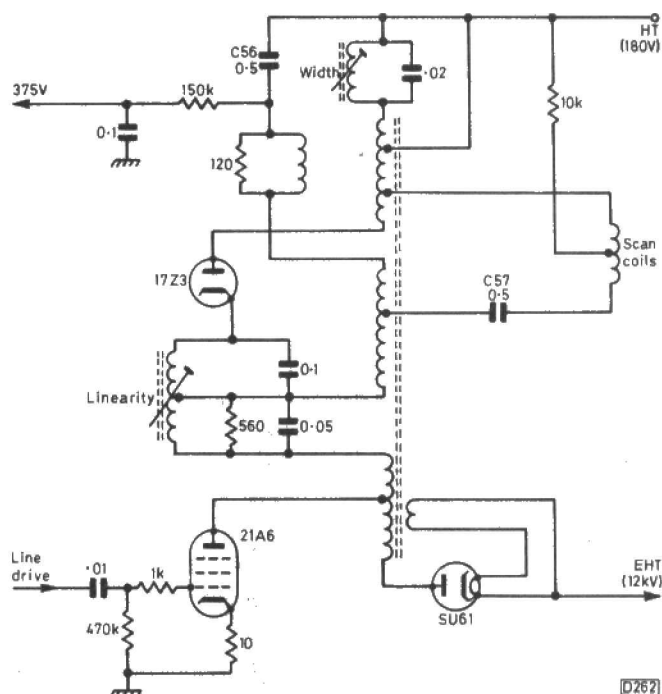 HT
(180V)
C56
0·5
Width
·02
375V
150k
10k
0·1
120
Scan
coils
17Z3
C57
0·5
0·1
Linearity
560
0·05
21A6
Line
drive
·01
1k
EHT
(12kV)
SU61
470k
10
D262